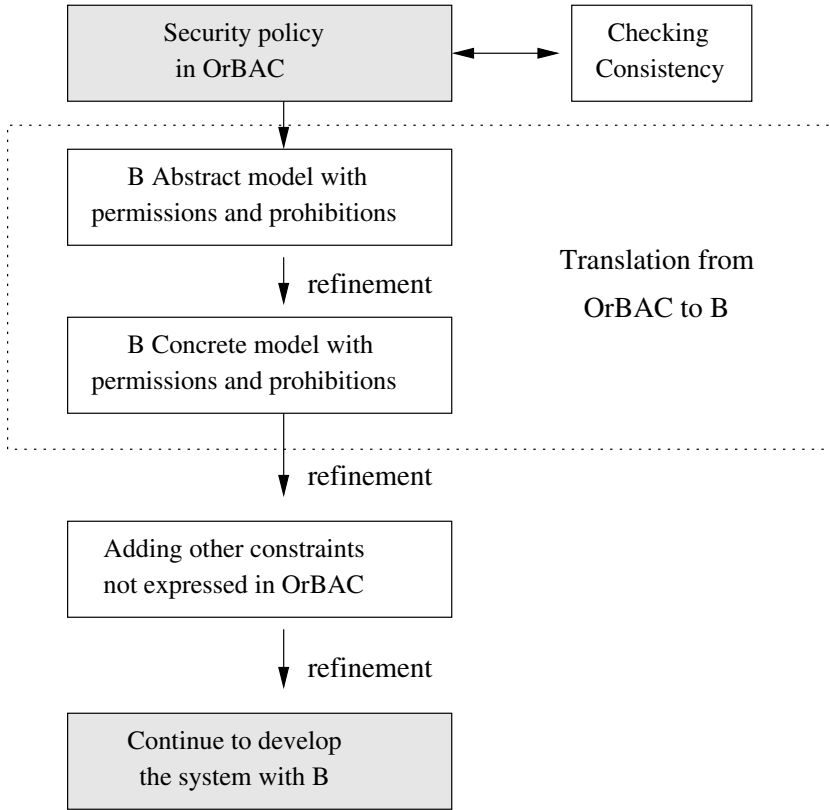 Security policy
in OrBAC
Checking
Consistency
B Abstract model with
permissions and prohibitions
refinement
Translation from
OrBAC to B
B Concrete model with
permissions and prohibitions
refinement
Adding other constraints
not expressed in OrBAC
refinement
Continue to develop
the system with B